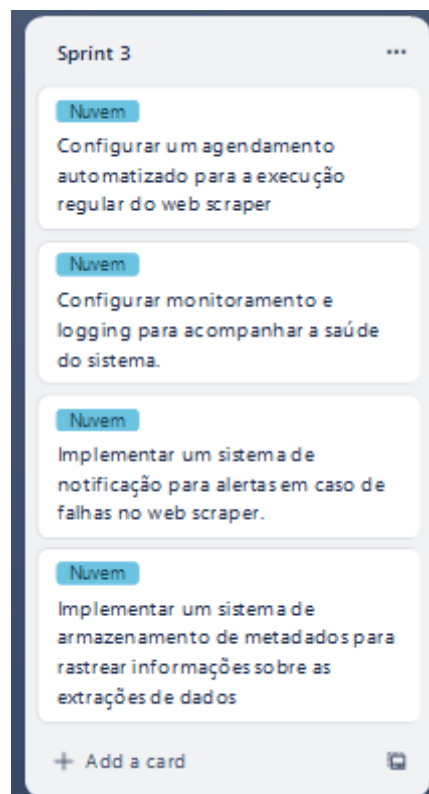 Sprint 3
Nuvem
Configurar um agendamento
automatizado para a execução
regular do web scraper
Nuvem
Configurar monitoramento e
logging para acompanhar a saúde
do sistema.
Nuvem
Implementar um sistema de
notificação para alertas em caso de
falhas no web scraper.
Nuvem
Implementar um sistema de
armazenamento de metadados para
rastrear informações sobre as
extrações de dados
+ Add a card